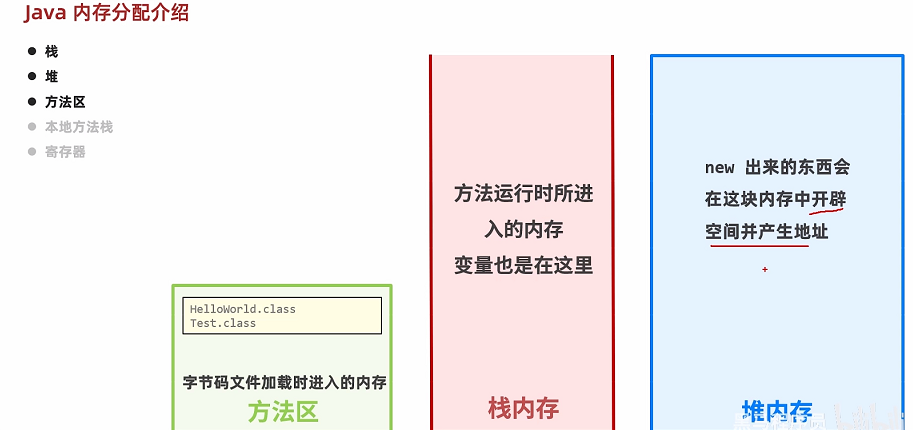 Java 内存分配介绍
栈
堆
方法区
本地方法栈
寄存器
HelloWorld.class
Test.class
字节码文件加载时进入的内存
方法区
方法运行时所进
入的内存
变量也是在这里
栈内存
new 出来的东西会
在这块内存中开辟
空间并产生地址
堆内存